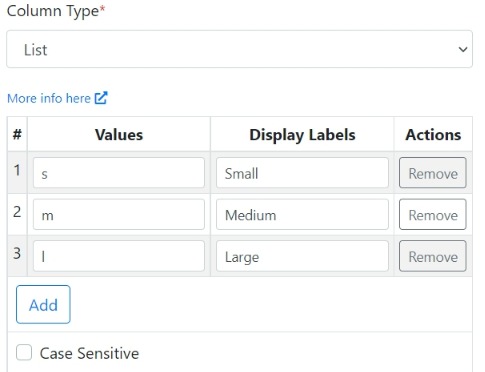 Column Type*
List
More info here
# Values Display Labels Actions
1 s Small Remove
2 m Medium Remove
3 l Large Remove
Add
Case Sensitive